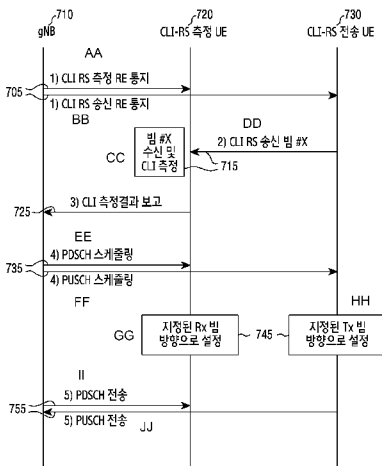 710
gNB
720
CLI-RS 측정 UE
730
CLI-RS 전송 UE
AA
1) CLI RS 측정 RE 통지
705
1) CLI RS 송신 RE 통지
BB
DD
빔 #X
수신 및
CLI 측정
CC
2) CLI RS 송신 빔 #X
715
3) CLI 측정결과 보고
725
EE
4) PDSCH 스케줄링
735
4) PUSCH 스케줄링
FF
HH
GG
지정된 Rx 빔
방향으로 설정
745
지정된 Tx 빔
방향으로 설정
II
5) PDSCH 전송
755
5) PUSCH 전송
JJ